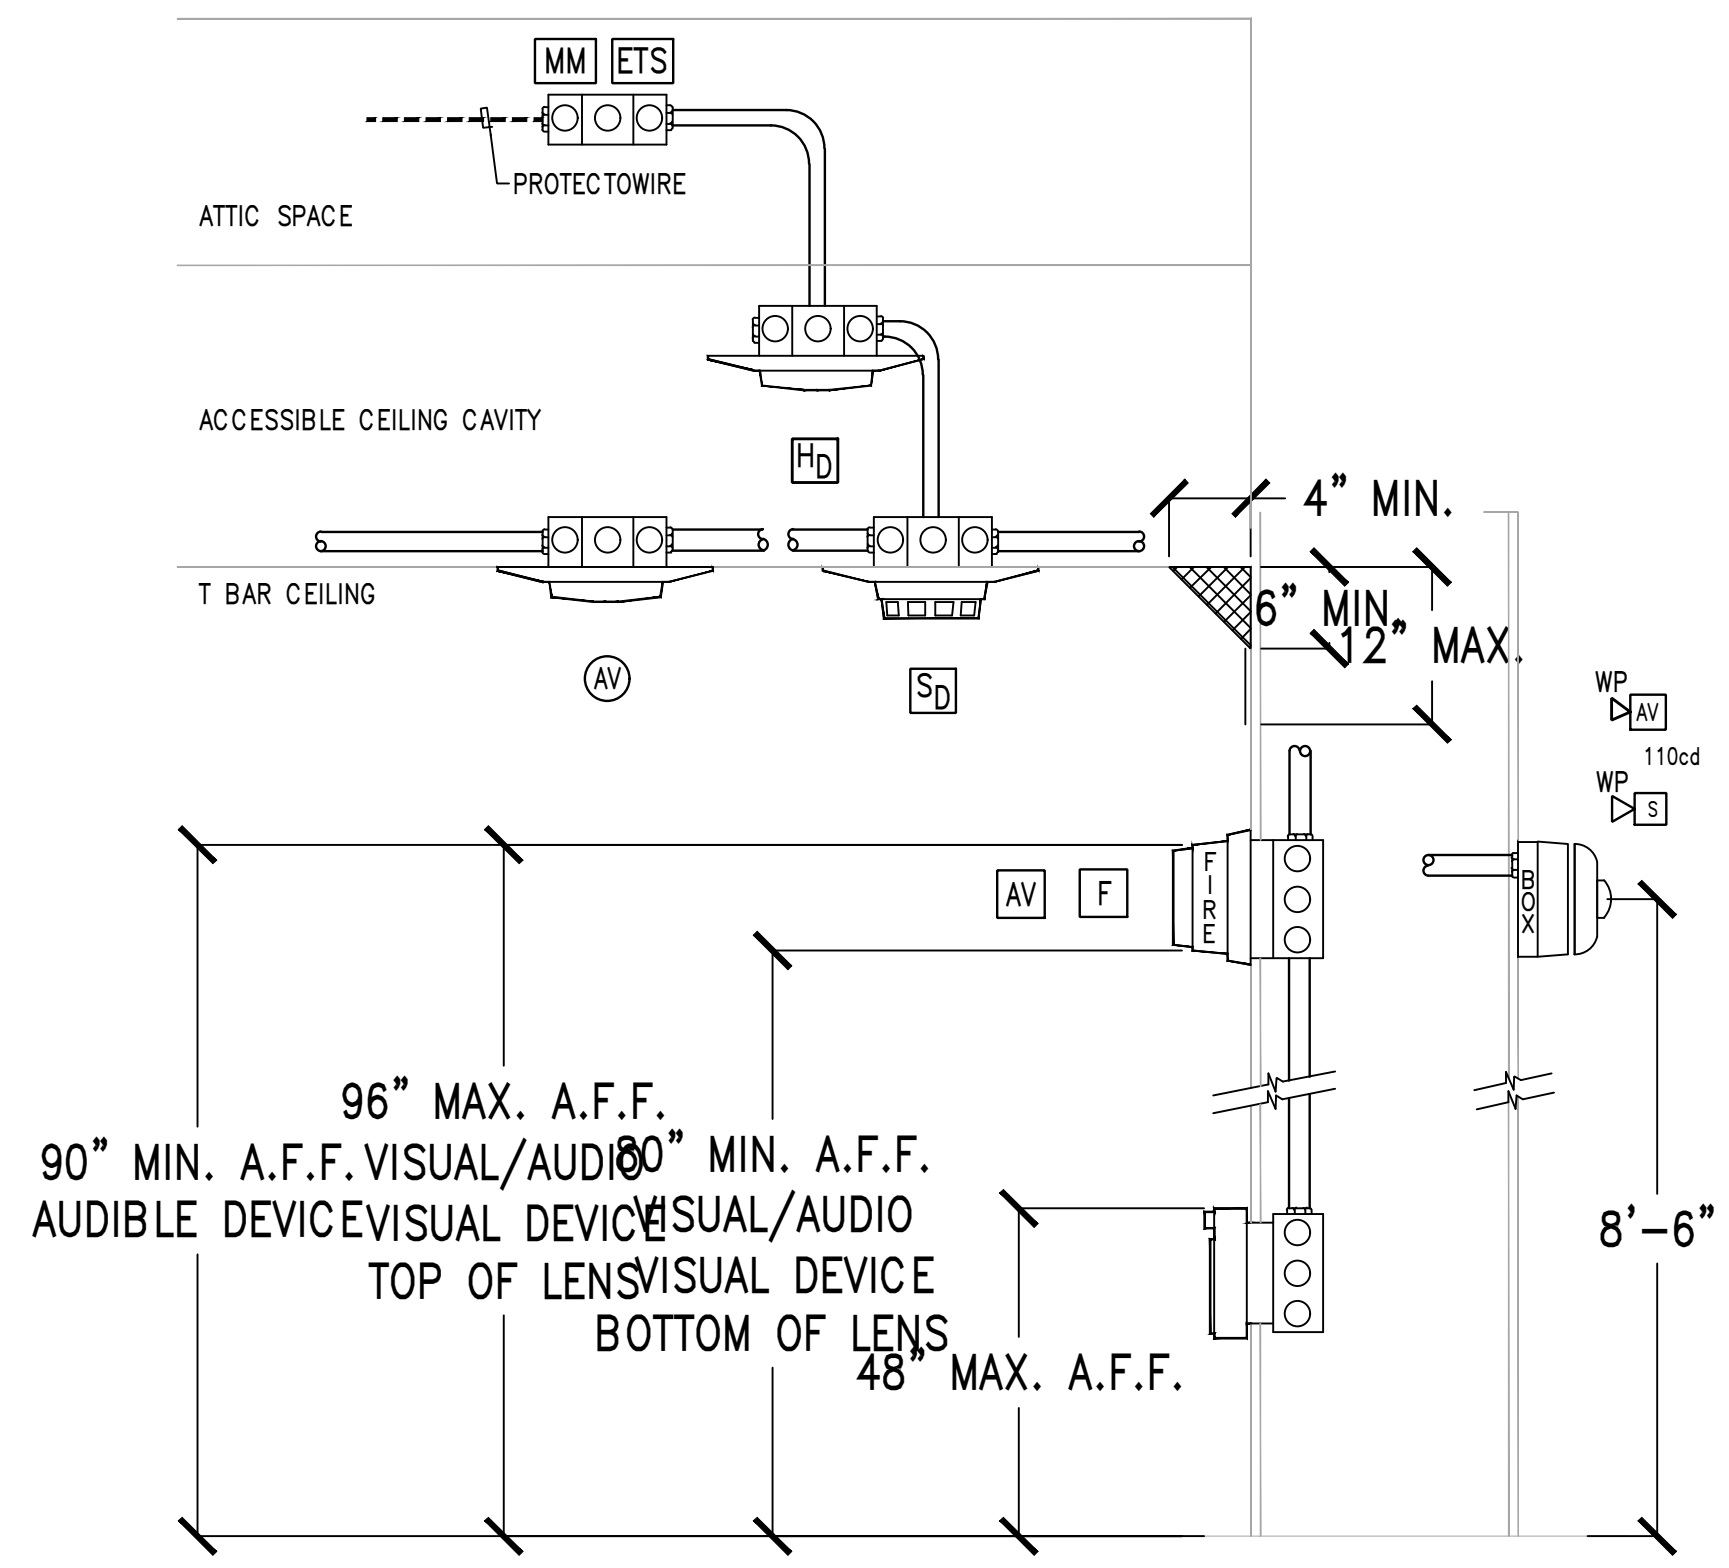 MM ETS
PROTECTOWIRE
ATTIC SPACE
ACCESSIBLE CEILING CAVITY
HD
4” MIN.
T BAR CEILING
6” MIN.
12” MAX.
AV
SD
WP
AV
110cd
WP
S
AV F
FIRE
BOX
96” MAX. A.F.F.
VISUAL/AUDIO
VISUAL DEVICE
TOP OF LENS
90” MIN. A.F.F.
AUDIBLE DEVICE
80” MIN. A.F.F.
VISUAL/AUDIO
VISUAL DEVICE
BOTTOM OF LENS
48” MAX. A.F.F.
8’-6”